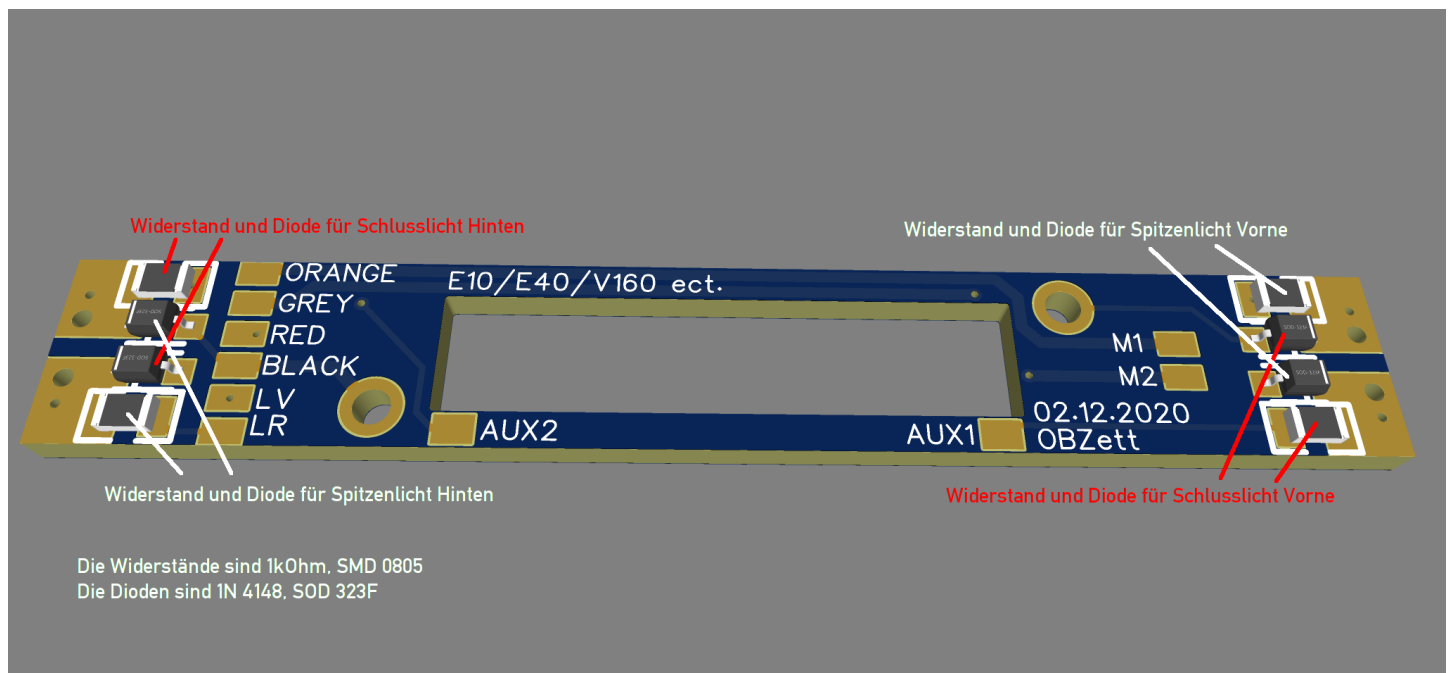 Widerstand und Diode für Schlusslicht Hinten
Widerstand und Diode für Spitzenlicht Vorne
ORANGE
GREY
RED
BLACK
LV
LR
E10/E40/V160 ect.
AUX2
AUX1
M1
M2
02.12.2020
OBZett
Widerstand und Diode für Spitzenlicht Hinten
Widerstand und Diode für Schlusslicht Vorne
Die Widerstände sind 1kOhm, SMD 0805
Die Dioden sind 1N 4148, SOD 323F